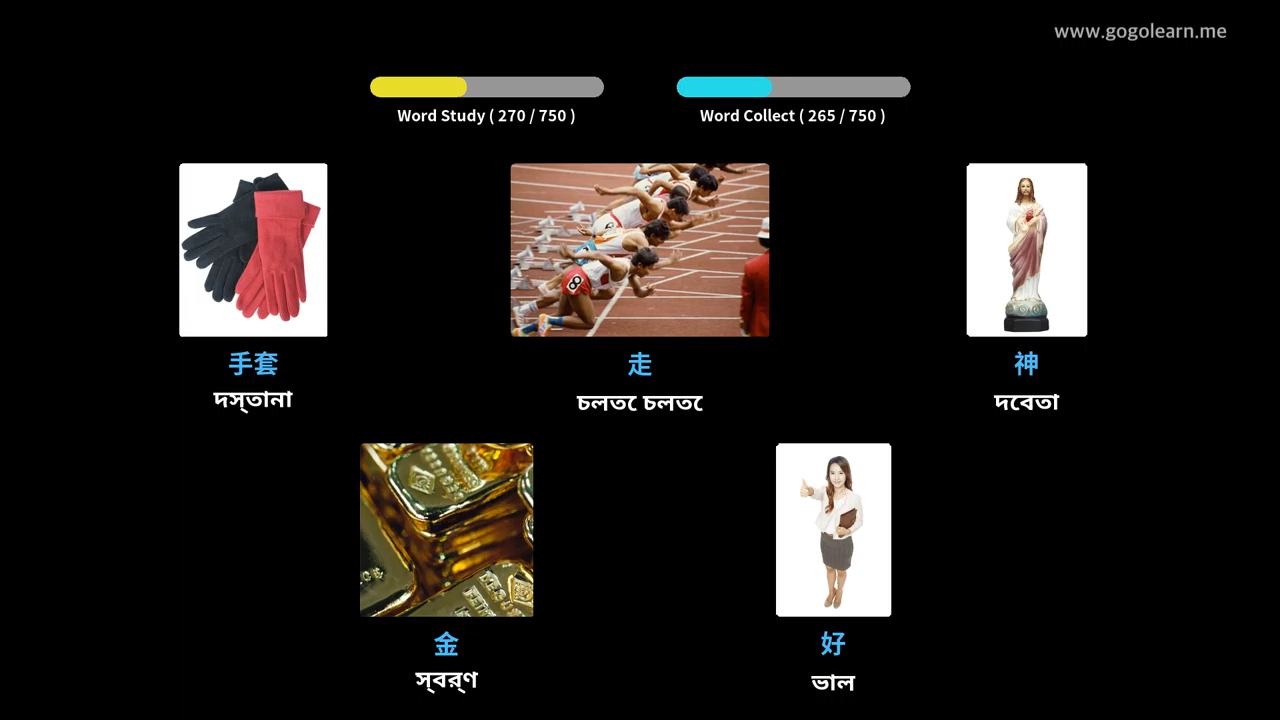 www.gogolearn.me
Word Study ( 270 / 750 )
Word Collect ( 265 / 750 )
手套
দস্তানা
走
চলতে চলতে
神
দেবতা
金
স্বর্ণ
好
ভাল